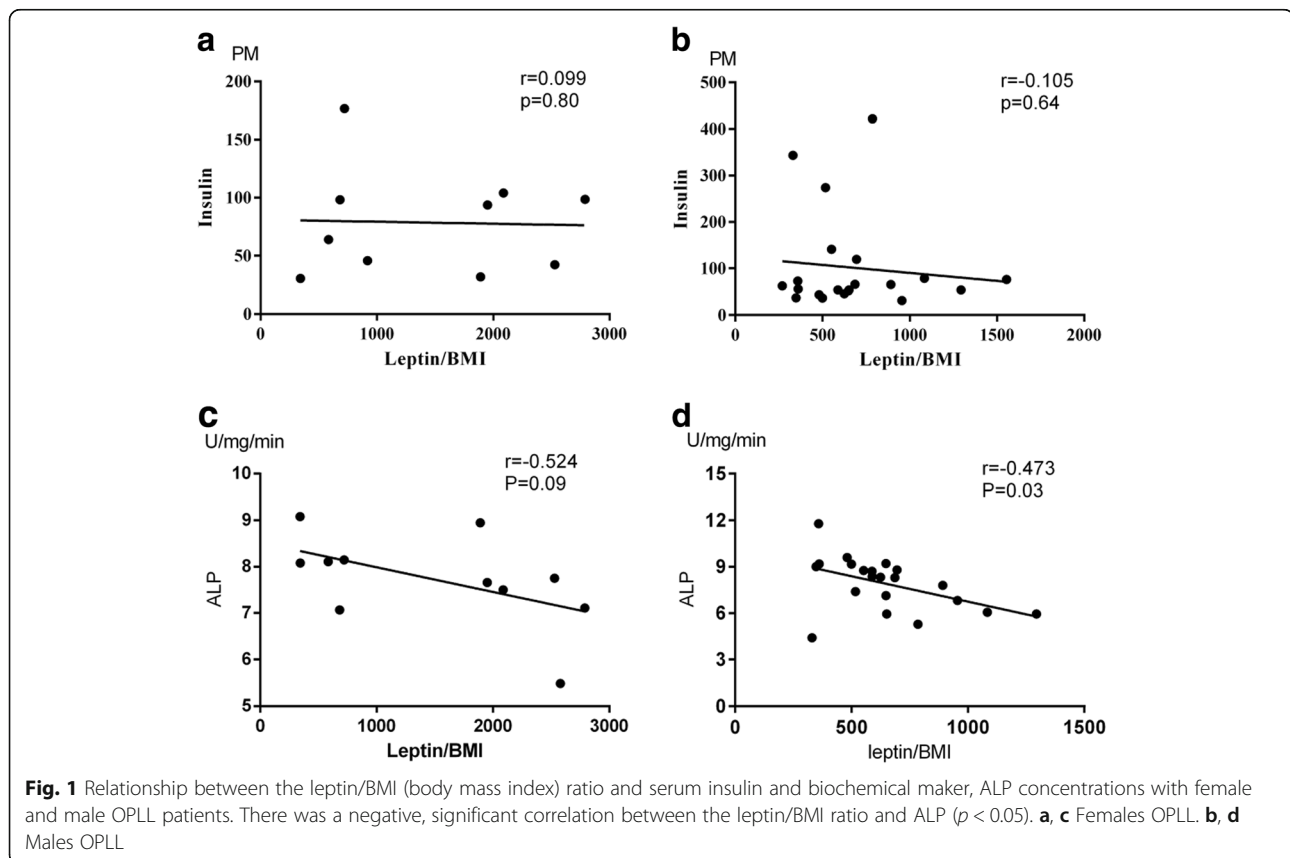 a
PM
r=0.099
p=0.80
200
150
100
50
0
Insulin
0 1000 2000 3000
Leptin/BMI
b
PM
r=-0.105
p=0.64
500
400
300
200
100
0
Insulin
0 500 1000 1500 2000
Leptin/BMI
c
U/mg/min
r=-0.524
P=0.09
10
9
8
7
6
5
ALP
0 1000 2000 3000
Leptin/BMI
d
U/mg/min
r=-0.473
P=0.03
15
12
9
6
3
0
ALP
0 500 1000 1500
leptin/BMI
Fig. 1 Relationship between the leptin/BMI (body mass index) ratio and serum insulin and biochemical maker, ALP concentrations with female
and male OPLL patients. There was a negative, significant correlation between the leptin/BMI ratio and ALP (p < 0.05). a, c Females OPLL. b, d
Males OPLL